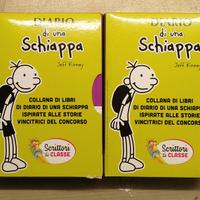 DIARIO
di una
Schiappa
Jeff Kinney
COLLANA DI LIBRI
DI DIARIO DI UNA SCHIAPPA
ISPIRATE ALLE STORIE
VINCITRICI DEL CONCORSO
Scrittori
di CLASSE
DIARIO
di una
Schiappa
Jeff Kinney
COLLANA DI LIBRI
DI DIARIO DI UNA SCHIAPPA
ISPIRATE ALLE STORIE
VINCITRICI DEL CONCORSO
Scrittori
di CLASSE